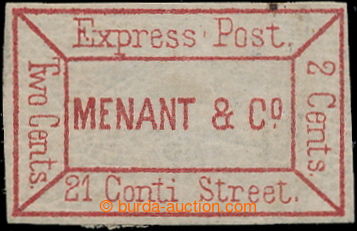 Express Post.
Two Cents.
MENANT & Co
2 Cents.
21 Conti Street.
© burda-auction.com